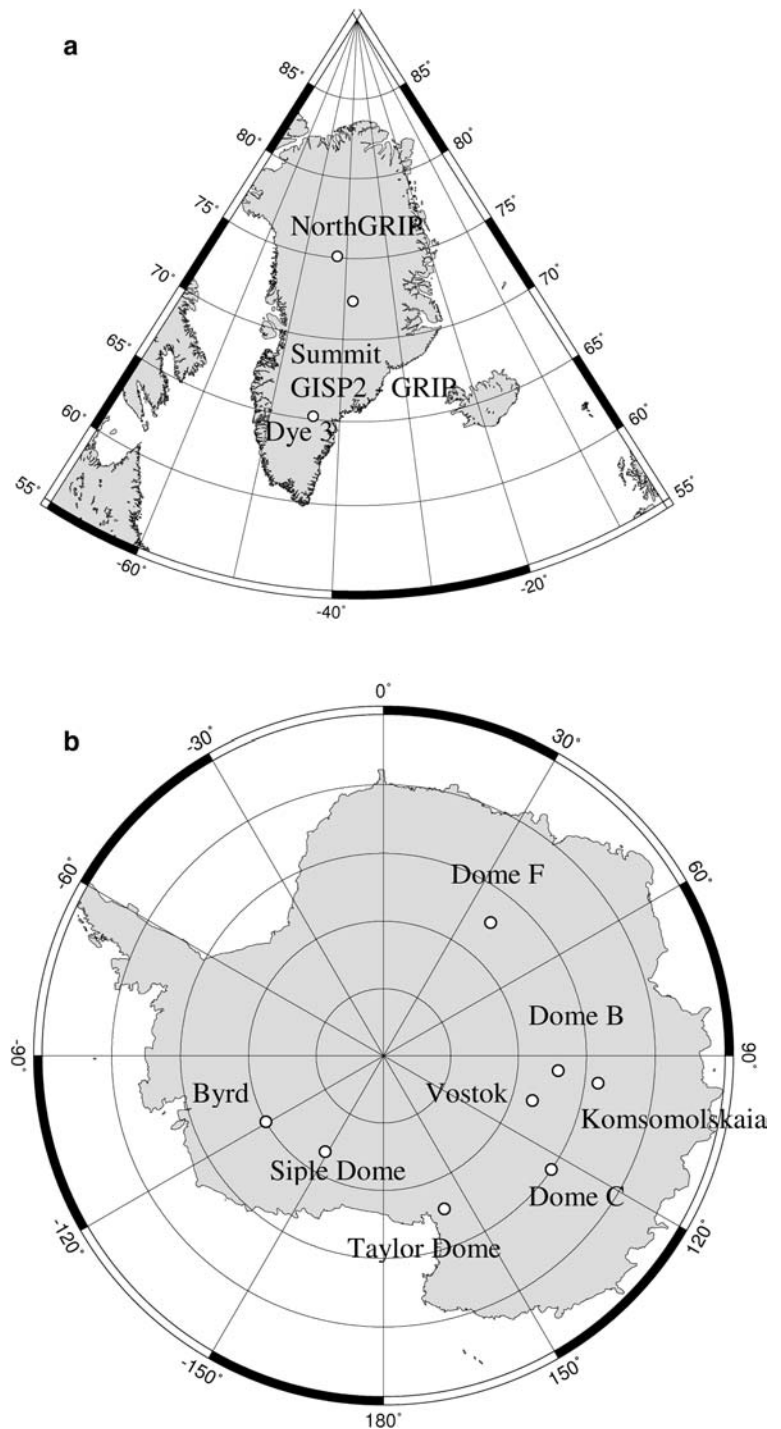 a
85°
85°
80°
80°
75°
75°
NorthGRIP
70°
70°
65°
65°
Summit
GISP2 - GRIP
60°
60°
Dye 3
55°
55°
-60°
-20°
-40°
b
0°
-30°
30°
-60°
60°
Dome F
Dome B
-90°
90°
Byrd
Vostok
Komsomolskaia
Siple Dome
Dome C
Taylor Dome
-120°
120°
-150°
150°
180°